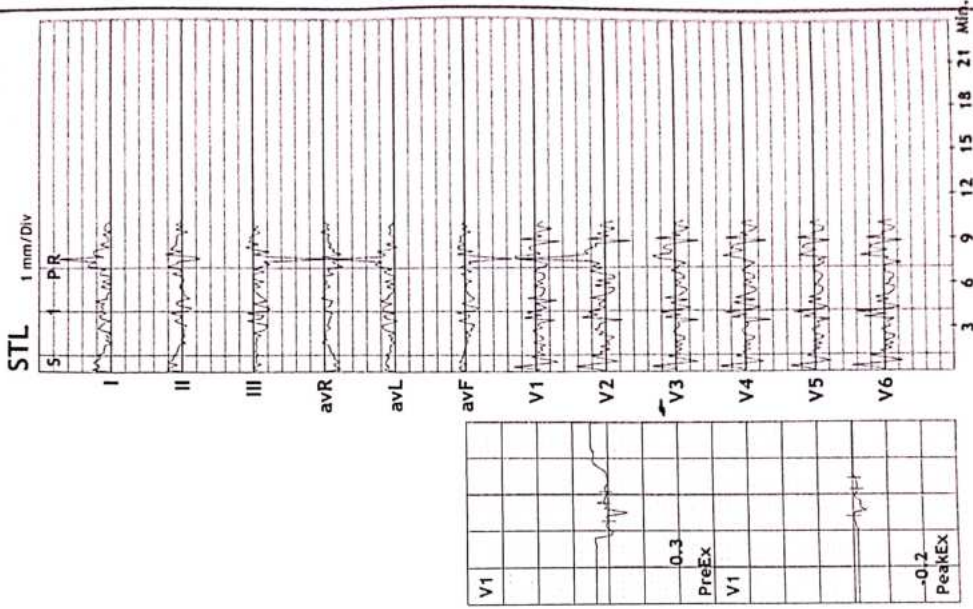 STL
1 mm/Div
S 1 P R
I
II
III
avR
avL
avF
V1
V2
V3
V4
V5
V6
3 6 9 12 15 18 21 Min.
V1
0.3
PreEx
V1
-0.2
PeakEx